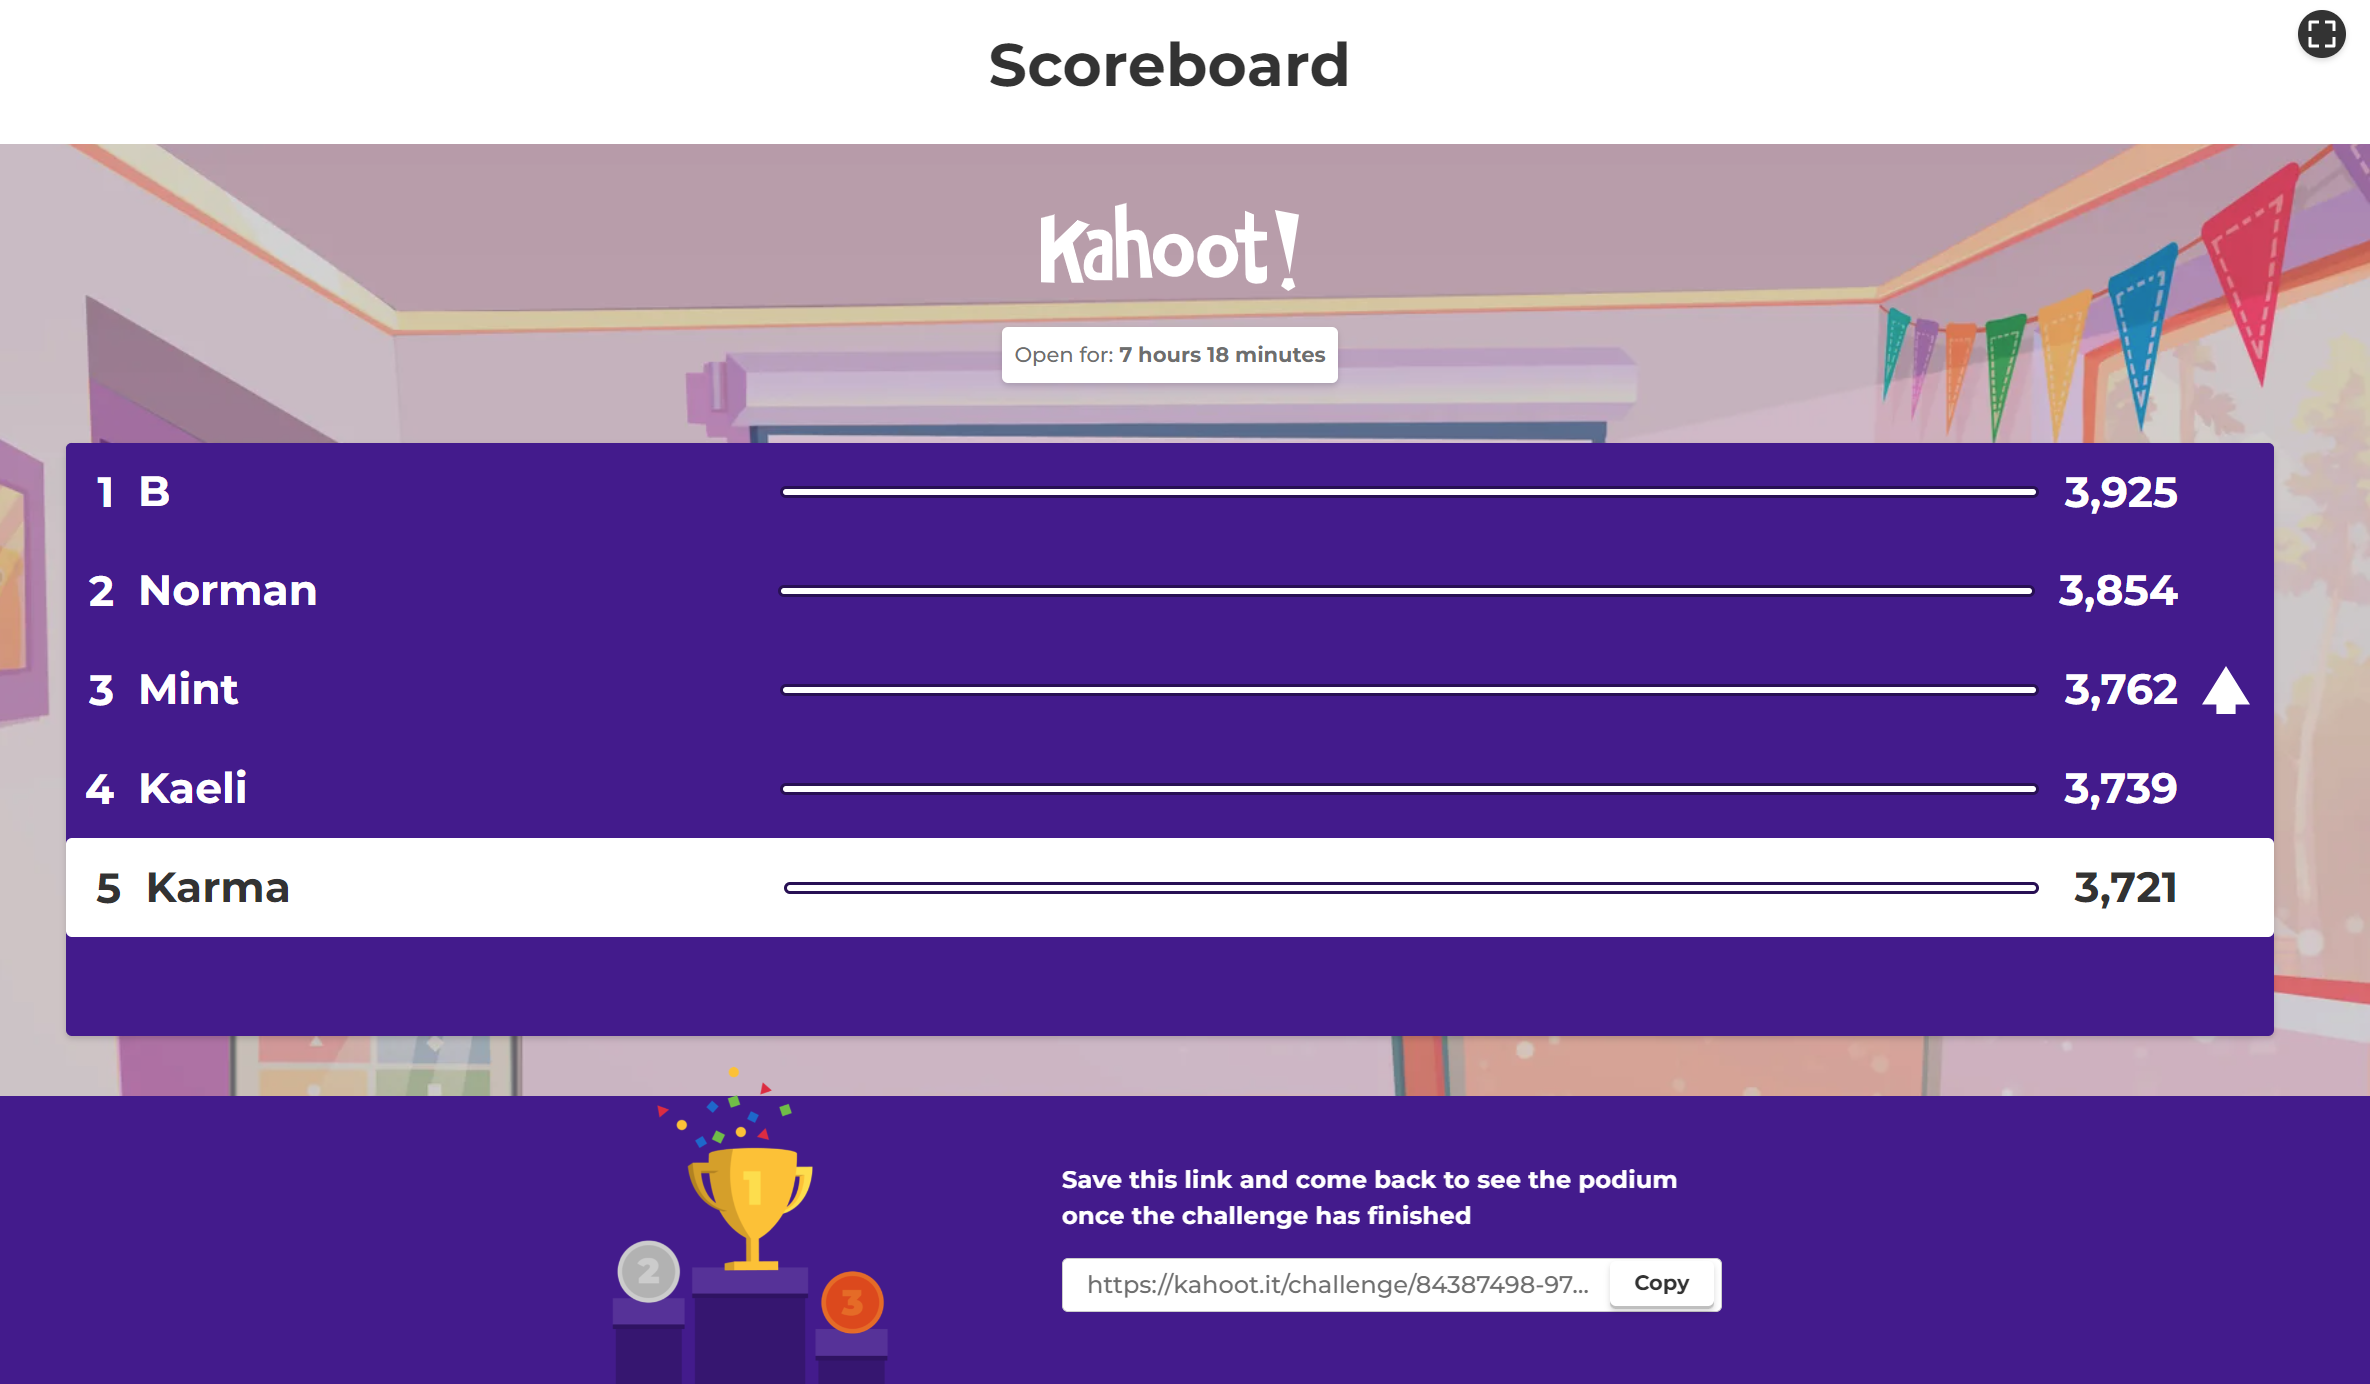 Scoreboard
Kahoot!
Open for: 7 hours 18 minutes
1 B 3,925
2 Norman 3,854
3 Mint 3,762
4 Kaeli 3,739
5 Karma 3,721
1
2
3
Save this link and come back to see the podium
once the challenge has finished
https://kahoot.it/challenge/84387498-97... Copy